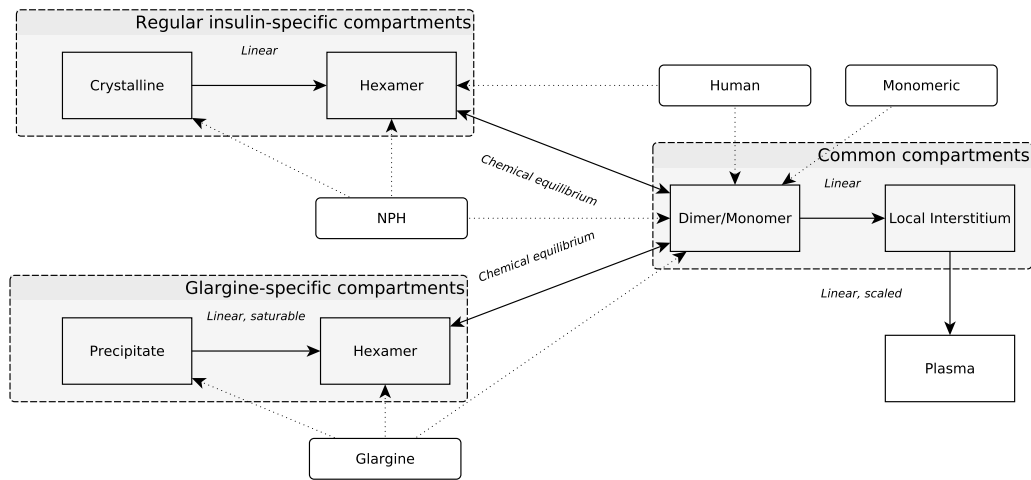 Regular insulin-specific compartments
Linear
Crystalline
Hexamer
Human
Monomeric
Chemical equilibrium
Common compartments
Linear
NPH
Dimer/Monomer
Local Interstitium
Chemical equilibrium
Glargine-specific compartments
Linear, saturable
Linear, scaled
Precipitate
Hexamer
Plasma
Glargine